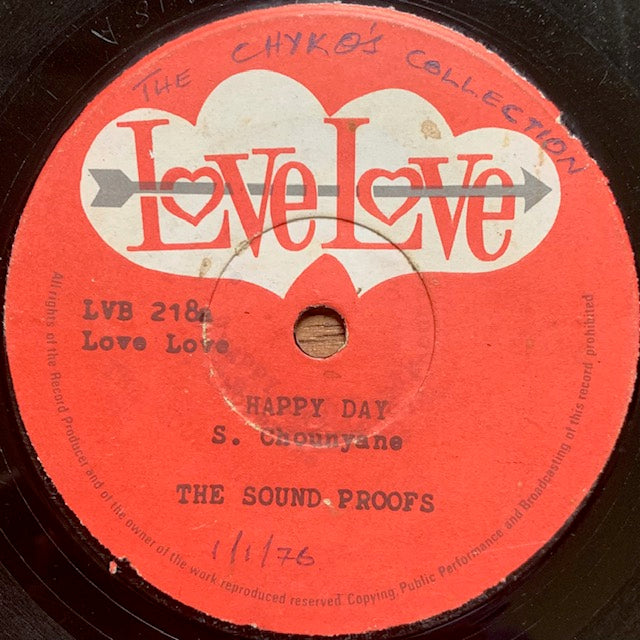 THE CHYKO'S COLLECTION
Love Love
LVB 218A
Love Love
HAPPY DAY
S. Chounyane
THE SOUND PROOFS
1/1/76
All rights of the Record Producer and of the owner of the work reproduced reserved. Copying, Public Performance and Broadcasting of this record prohibited